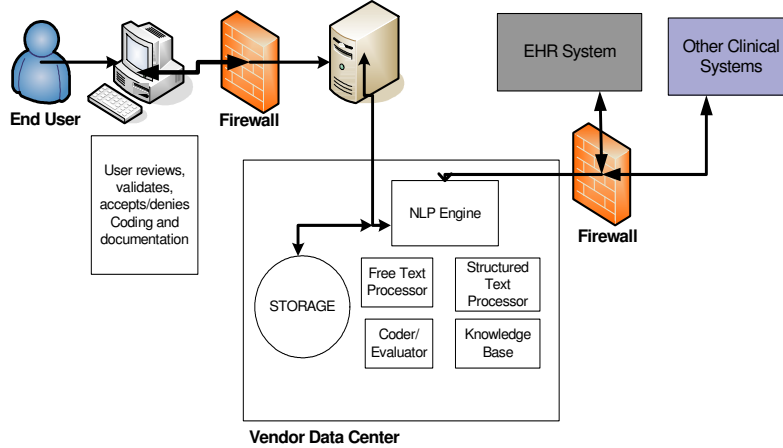 EHR System
Other Clinical
Systems
End User
Firewall
User reviews,
validates,
accepts/denies
Coding and
documentation
NLP Engine
Firewall
STORAGE
Free Text
Processor
Structured
Text
Processor
Coder/
Evaluator
Knowledge
Base
Vendor Data Center